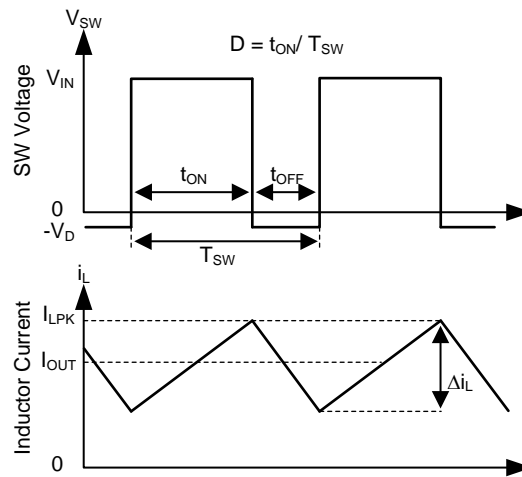 V_SW
D = t_ON/ T_SW
V_IN
SW Voltage
t_ON
t_OFF
0
-V_D
T_SW
i_L
I_LPK
I_OUT
Inductor Current
Δi_L
0